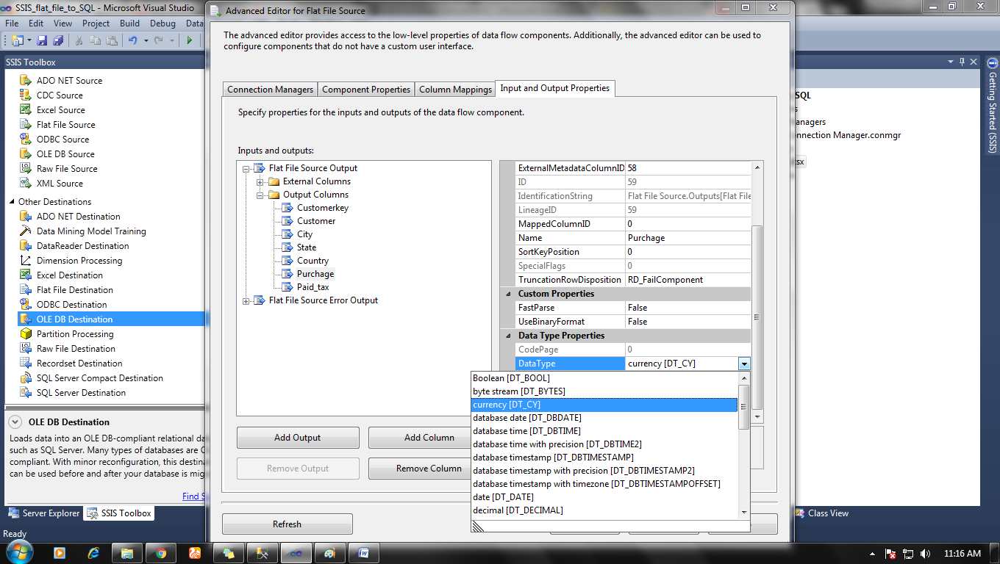 SSIS_flat_file_to_SQL - Microsoft Visual Studio
File Edit View Project Build Debug Data
SSIS Toolbox
ADO NET Source
CDC Source
Excel Source
Flat File Source
ODBC Source
OLE DB Source
Raw File Source
XML Source
Other Destinations
ADO NET Destination
Data Mining Model Training
DataReader Destination
Dimension Processing
Excel Destination
Flat File Destination
ODBC Destination
OLE DB Destination
Partition Processing
Raw File Destination
Recordset Destination
SQL Server Compact Destination
SQL Server Destination
OLE DB Destination
Loads data into an OLE DB-compliant relational da
such as SQL Server. Many types of databases are O
compliant. With minor reconfiguration, this destina
can be used before and after your database is mig
Find S
Server Explorer
SSIS Toolbox
Ready
Advanced Editor for Flat File Source
The advanced editor provides access to the low-level properties of data flow components. Additionally, the advanced editor can be used to
configure components that do not have a custom user interface.
Connection Managers
Component Properties
Column Mappings
Input and Output Properties
Specify properties for the inputs and outputs of the data flow component.
Inputs and outputs:
Flat File Source Output
External Columns
Output Columns
Customerkey
Customer
City
State
Country
Purchage
Paid_tax
Flat File Source Error Output
Add Output
Add Column
Remove Output
Remove Column
Refresh
ExternalMetadataColumnID 58
ID 59
IdentificationString Flat File Source.Outputs[Flat File
LineageID 59
MappedColumnID 0
Name Purchage
SortKeyPosition 0
SpecialFlags 0
TruncationRowDisposition RD_FailComponent
Custom Properties
FastParse False
UseBinaryFormat False
Data Type Properties
CodePage 0
DataType currency [DT_CY]
Boolean [DT_BOOL]
byte stream [DT_BYTES]
currency [DT_CY]
database date [DT_DBDATE]
database time [DT_DBTIME]
database time with precision [DT_DBTIME2]
database timestamp [DT_DBTIMESTAMP]
database timestamp with precision [DT_DBTIMESTAMP2]
database timestamp with timezone [DT_DBTIMESTAMPOFFSET]
date [DT_DATE]
decimal [DT_DECIMAL]
SQL
s
anagers
nnection Manager.conmgr
sx
Class View
Getting Started (SSIS)
11:16 AM